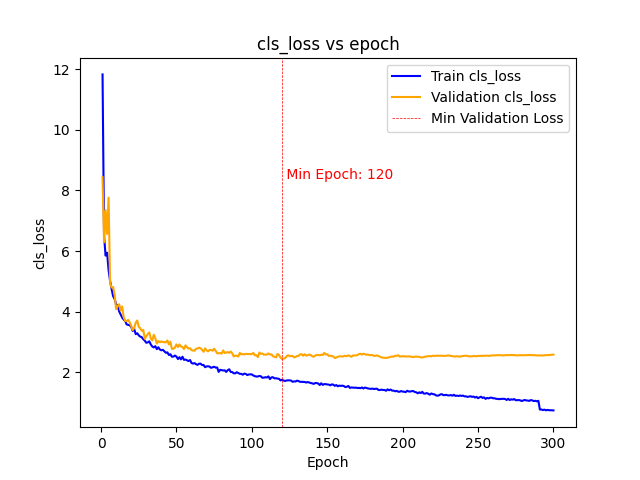 cls_loss vs epoch
12
10
8
6
4
2
cls_loss
Train cls_loss
Validation cls_loss
Min Validation Loss
Min Epoch: 120
0
50
100
150
200
250
300
Epoch